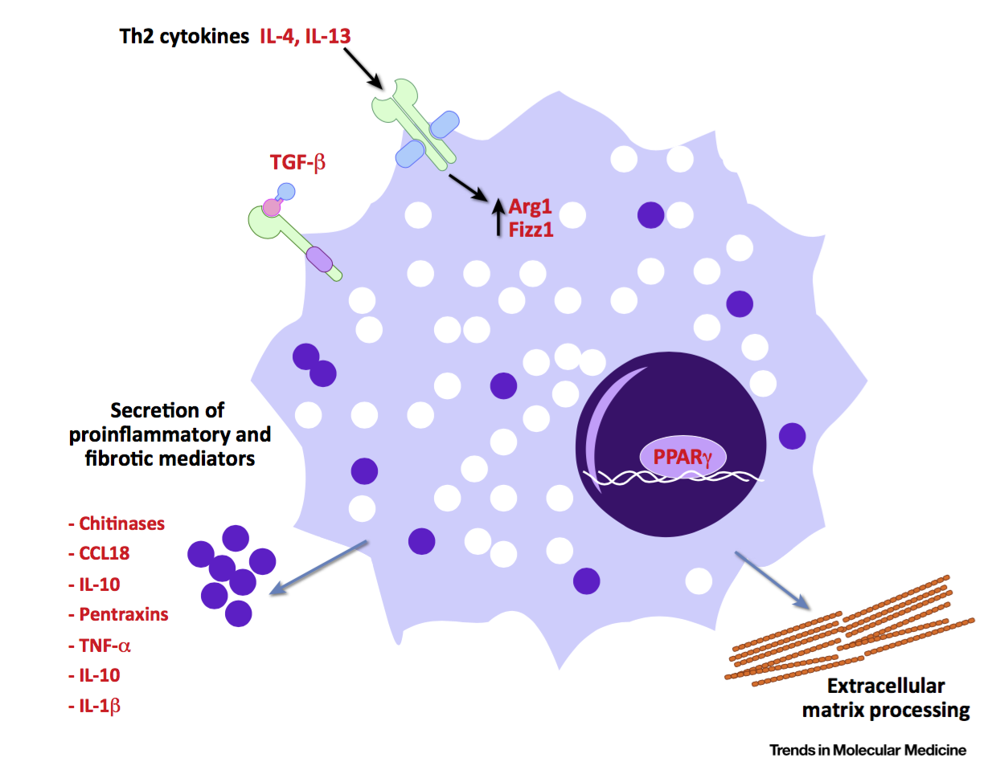 Th2 cytokines IL-4, IL-13
TGF-β
Arg1
Fizz1
PPARγ
Secretion of
proinflammatory and
fibrotic mediators
- Chitinases
- CCL18
- IL-10
- Pentraxins
- TNF-α
- IL-10
- IL-1β
Extracellular
matrix processing
Trends in Molecular Medicine